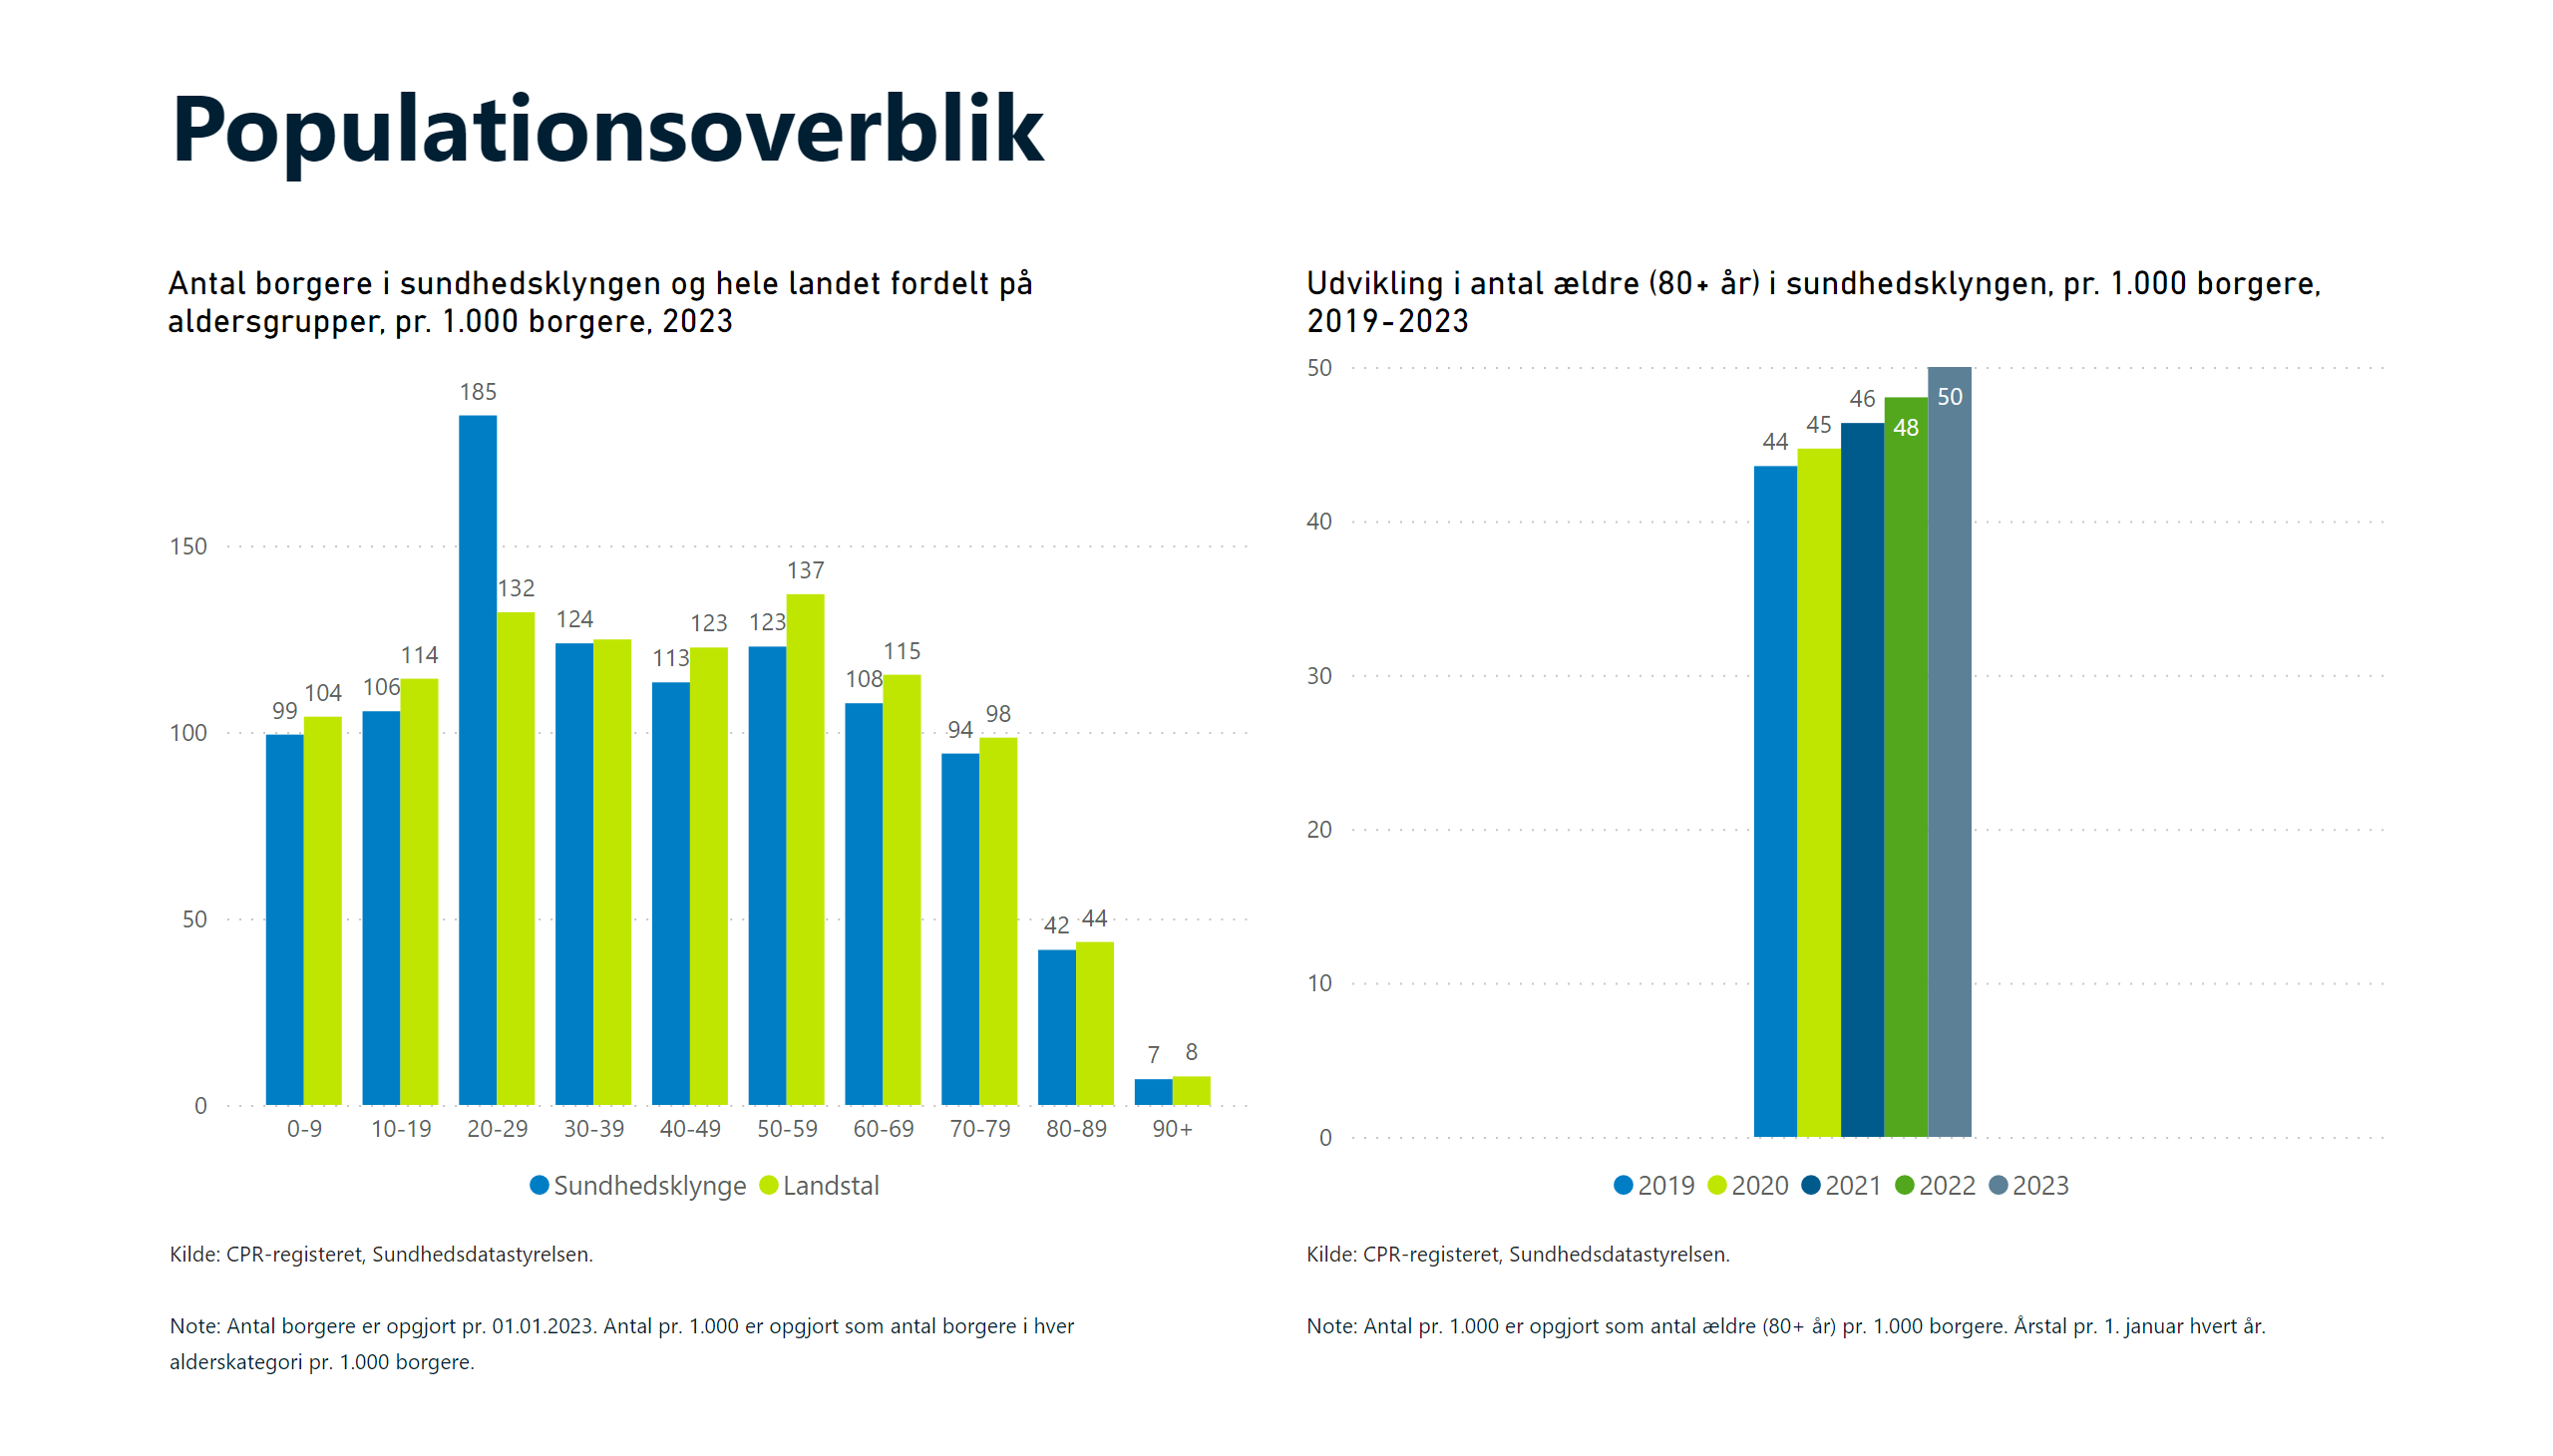 Populationsoverblik
Antal borgere i sundhedsklyngen og hele landet fordelt på
aldersgrupper, pr. 1.000 borgere, 2023
185
150
132
137
124
123
123
113
114
106
115
108
104
99
100
94
98
50
42
44
7
8
0
0-9 10-19 20-29 30-39 40-49 50-59 60-69 70-79 80-89 90+
Sundhedsklynge Landstal
Kilde: CPR-registeret, Sundhedsdatastyrelsen.
Note: Antal borgere er opgjort pr. 01.01.2023. Antal pr. 1.000 er opgjort som antal borgere i hver
alderskategori pr. 1.000 borgere.
Udvikling i antal ældre (80+ år) i sundhedsklyngen, pr. 1.000 borgere,
2019-2023
50
44
45
46
48
50
40
30
20
10
0
2019 2020 2021 2022 2023
Kilde: CPR-registeret, Sundhedsdatastyrelsen.
Note: Antal pr. 1.000 er opgjort som antal ældre (80+ år) pr. 1.000 borgere. Årstal pr. 1. januar hvert år.